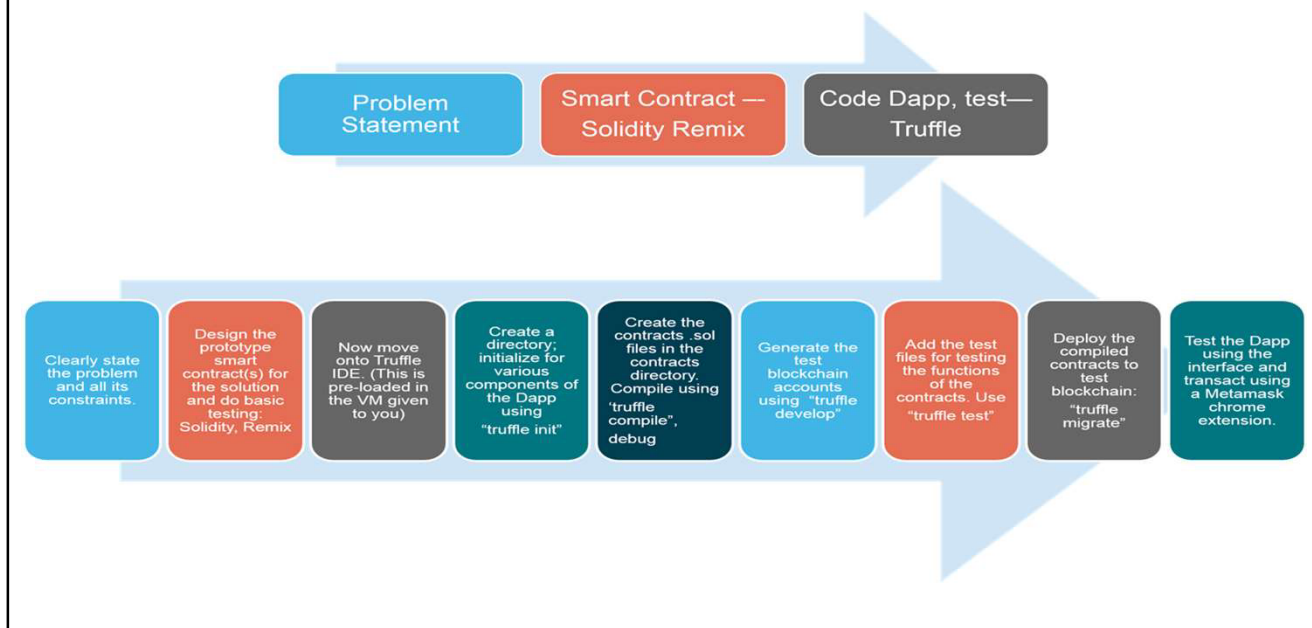 Problem
Statement
Smart Contract —
Solidity Remix
Code Dapp, test—
Truffle
Clearly state
the problem
and all its
constraints.
Design the
prototype
smart
contract(s) for
the solution
and do basic
testing:
Solidity, Remix
Now move
onto Truffle
IDE. (This is
pre-loaded in
the VM given
to you)
Create a
directory;
initialize for
various
components of
the Dapp
using
“truffle init”
Create the
contracts .sol
files in the
contracts
directory.
Compile using
‘truffle
compile”,
debug
Generate the
test
blockchain
accounts
using “truffle
develop”
Add the test
files for testing
the functions
of the
contracts. Use
“truffle test”
Deploy the
compiled
contracts to
test
blockchain:
“truffle
migrate”
Test the Dapp
using the
interface and
transact using
a Metamask
chrome
extension.